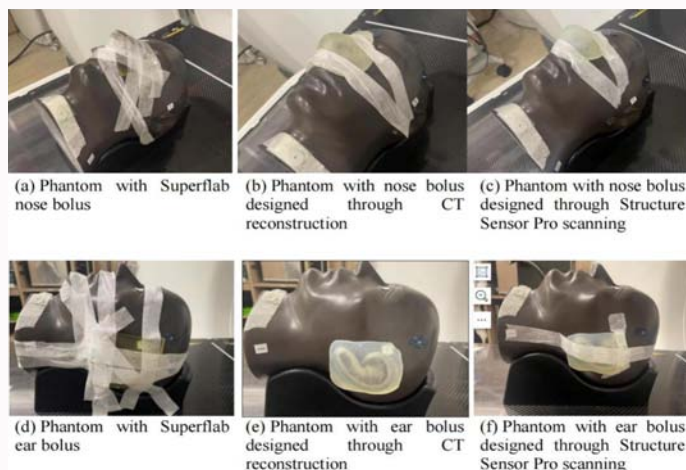 (a) Phantom with Superflab
nose bolus
(b) Phantom with nose bolus
designed through CT
reconstruction
(c) Phantom with nose bolus
designed through Structure
Sensor Pro scanning
(d) Phantom with Superflab
ear bolus
(e) Phantom with ear bolus
designed through CT
reconstruction
(f) Phantom with ear bolus
designed through Structure
Sensor Pro scanning